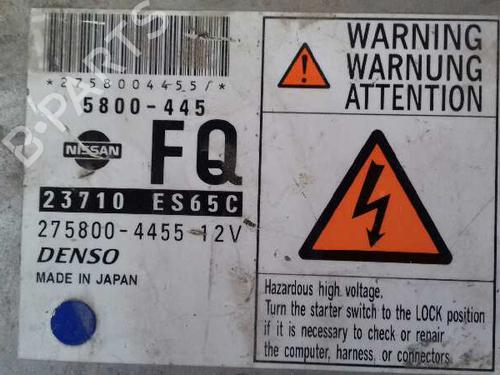 *2758004455/*
5800-445
NISSAN
FQ
23710 ES65C
275800-4455 12V
DENSO
MADE IN JAPAN
WARNING
WARNUNG
ATTENTION
Hazardous high voltage.
Turn the starter switch to the LOCK position
if it is necessary to check or repair
the computer, harness, or connectors.
B-PARTS